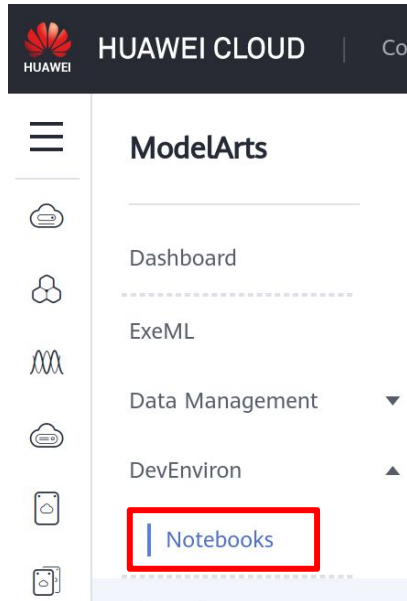 HUAWEI
HUAWEI CLOUD
Co
ModelArts
Dashboard
ExeML
Data Management
DevEnviron
Notebooks